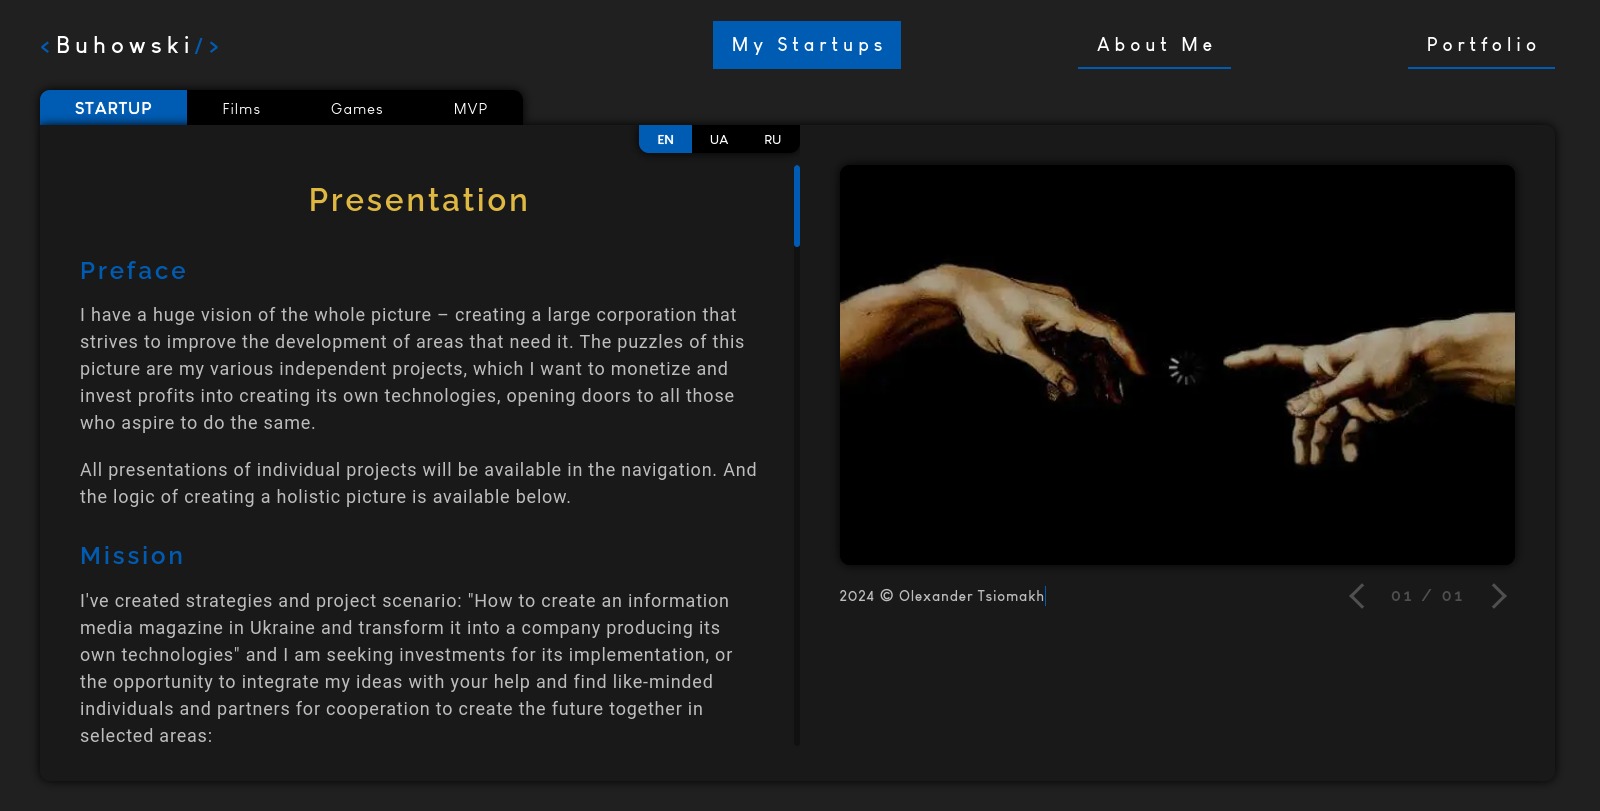 <Buhowski/>
My Startups
About Me
Portfolio
STARTUP
Films
Games
MVP
EN
UA
RU
Presentation
Preface
I have a huge vision of the whole picture – creating a large corporation that
strives to improve the development of areas that need it. The puzzles of this
picture are my various independent projects, which I want to monetize and
invest profits into creating its own technologies, opening doors to all those
who aspire to do the same.
All presentations of individual projects will be available in the navigation. And
the logic of creating a holistic picture is available below.
Mission
I've created strategies and project scenario: "How to create an information
media magazine in Ukraine and transform it into a company producing its
own technologies" and I am seeking investments for its implementation, or
the opportunity to integrate my ideas with your help and find like-minded
individuals and partners for cooperation to create the future together in
selected areas:
2024 © Olexander Tsiomakh
01 / 01